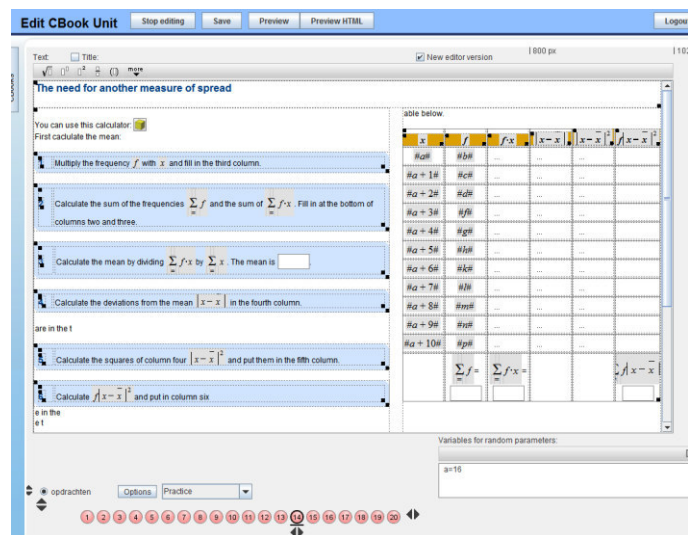 Edit CBook Unit Stop editing Save Preview Preview HTML Logou
Text: Title: New editor version 800 px
more
The need for another measure of spread
You can use this calculator:
First caclulate the mean:
Multiply the frequency f with x and fill in the third column.
Calculate the sum of the frequencies ∑f and the sum of ∑f·x. Fill in at the bottom of
columns two and three.
Calculate the mean by dividing ∑f·x by ∑x. The mean is
Calculate the deviations from the mean |x − x̄| in the fourth column.
are in the t
Calculate the squares of column four |x − x̄|² and put them in the fifth column.
Calculate f|x − x̄|² and put in column six
e in the
e t
able below.
x f f·x |x − x̄| |x − x̄|² f|x − x̄|²
#a# #b# ... ... ...
#a + 1# #c# ... ... ...
#a + 2# #d# ... ... ...
#a + 3# #f# ... ... ...
#a + 4# #g# ... ... ...
#a + 5# #h# ... ... ...
#a + 6# #k# ... ... ...
#a + 7# #l# ... ... ...
#a + 8# #m# ... ... ...
#a + 9# #n# ... ... ...
#a + 10# #p# ... ... ...
∑f = ∑f·x = ∑f|x − x̄|
Variables for random parameters:
a=16
opdrachten Options Practice
1 2 3 4 5 6 7 8 9 10 11 12 13 14 15 16 17 18 19 20